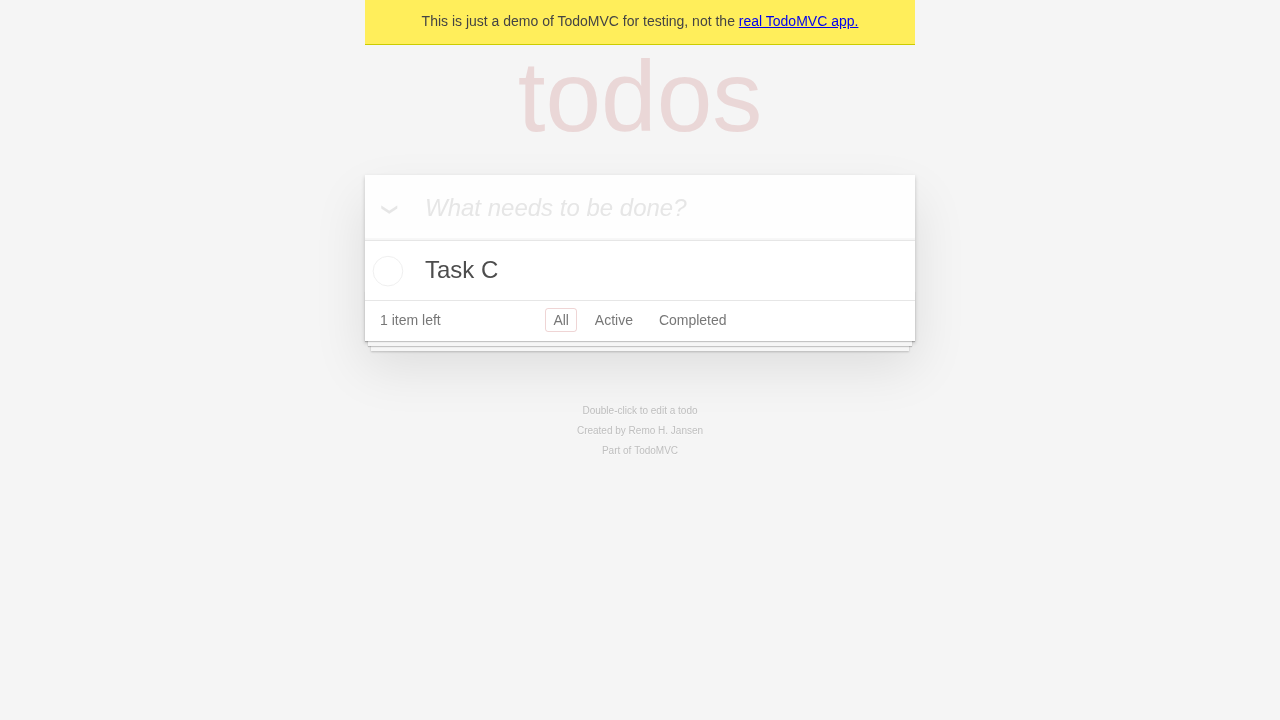 This is just a demo of TodoMVC for testing, not the real TodoMVC app.
todos
What needs to be done?
Task C
1 item left All Active Completed
Double-click to edit a todo
Created by Remo H. Jansen
Part of TodoMVC